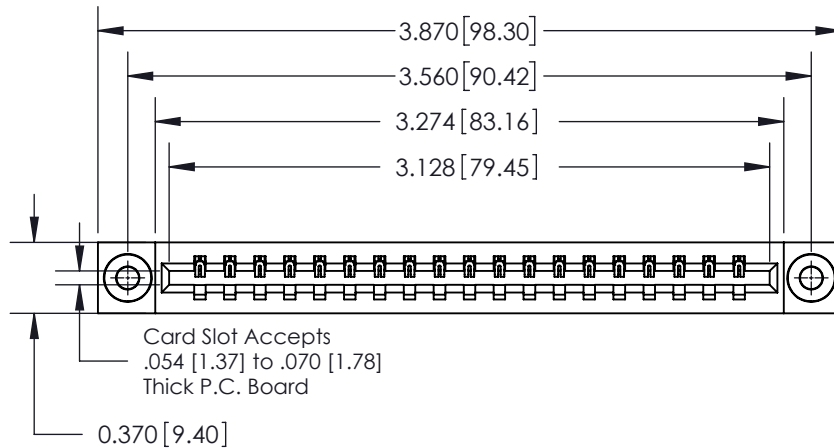 3.870 [98.30]
3.560 [90.42]
3.274 [83.16]
3.128 [79.45]
Card Slot Accepts
.054 [1.37] to .070 [1.78]
Thick P.C. Board
0.370 [9.40]